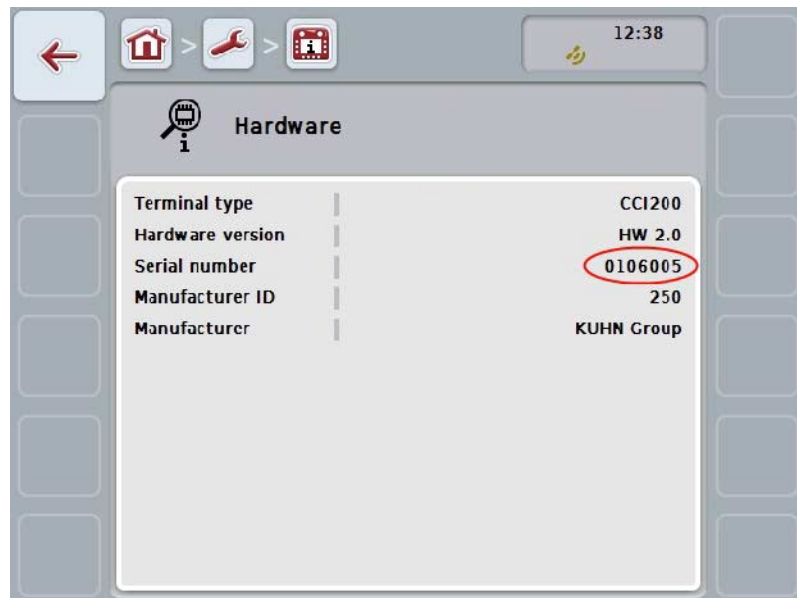 12:38
Hardware
Terminal type CCI200
Hardware version HW 2.0
Serial number 0106005
Manufacturer ID 250
Manufacturer KUHN Group